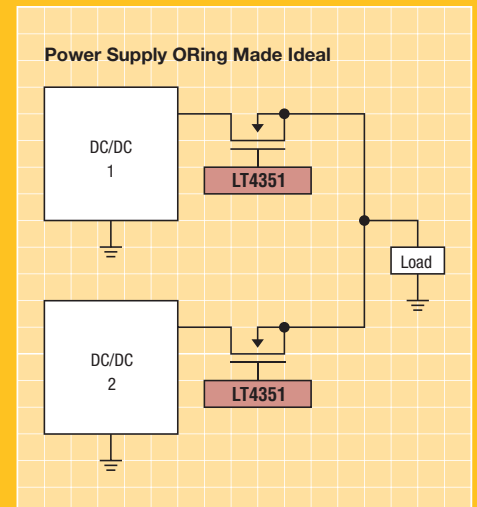 Power Supply ORing Made Ideal
DC/DC
1
LT4351
Load
DC/DC
2
LT4351